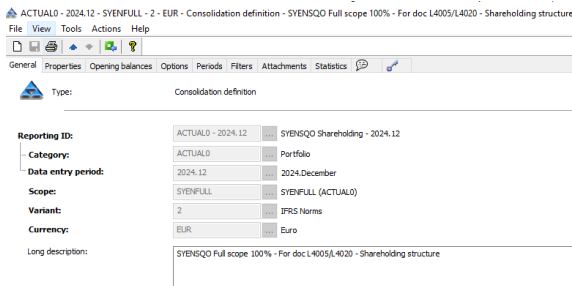 ACTUAL0 - 2024.12 - SYENFULL - 2 - EUR - Consolidation definition - SYENSQO Full scope 100% - For doc L4005/L4020 - Shareholding structure
File View Tools Actions Help
General Properties Opening balances Options Periods Filters Attachments Statistics
Type: Consolidation definition
Reporting ID: ACTUAL0 - 2024.12 ... SYENSQO Shareholding - 2024.12
Category: ACTUAL0 ... Portfolio
Data entry period: 2024.12 ... 2024.December
Scope: SYENFULL ... SYENFULL (ACTUAL0)
Variant: 2 ... IFRS Norms
Currency: EUR ... Euro
Long description: SYENSQO Full scope 100% - For doc L4005/L4020 - Shareholding structure